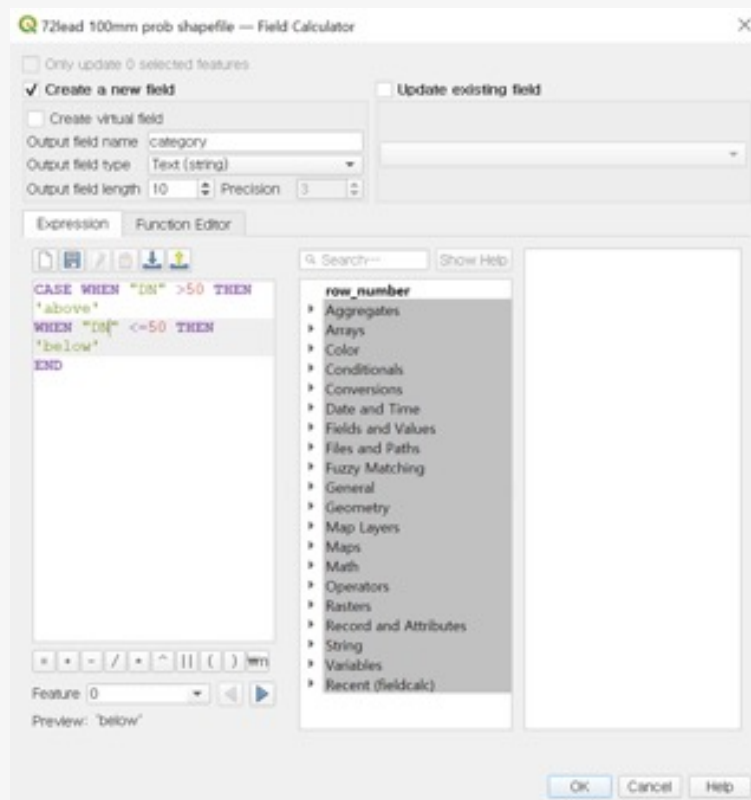 72lead 100mm prob shapefile — Field Calculator
Only update 0 selected features
Create a new field
Update existing field
Create virtual field
Output field name category
Output field type Text (string)
Output field length 10 Precision 3
Expression Function Editor
Search… Show Help
CASE WHEN "DN" >50 THEN
'above'
WHEN "DN" <=50 THEN
'below'
END
row_number
Aggregates
Arrays
Color
Conditionals
Conversions
Date and Time
Fields and Values
Files and Paths
Fuzzy Matching
General
Geometry
Map Layers
Maps
Math
Operators
Rasters
Record and Attributes
String
Variables
Recent (fieldcalc)
- / ^ || ( )
Feature 0
Preview: 'below'
OK Cancel Help